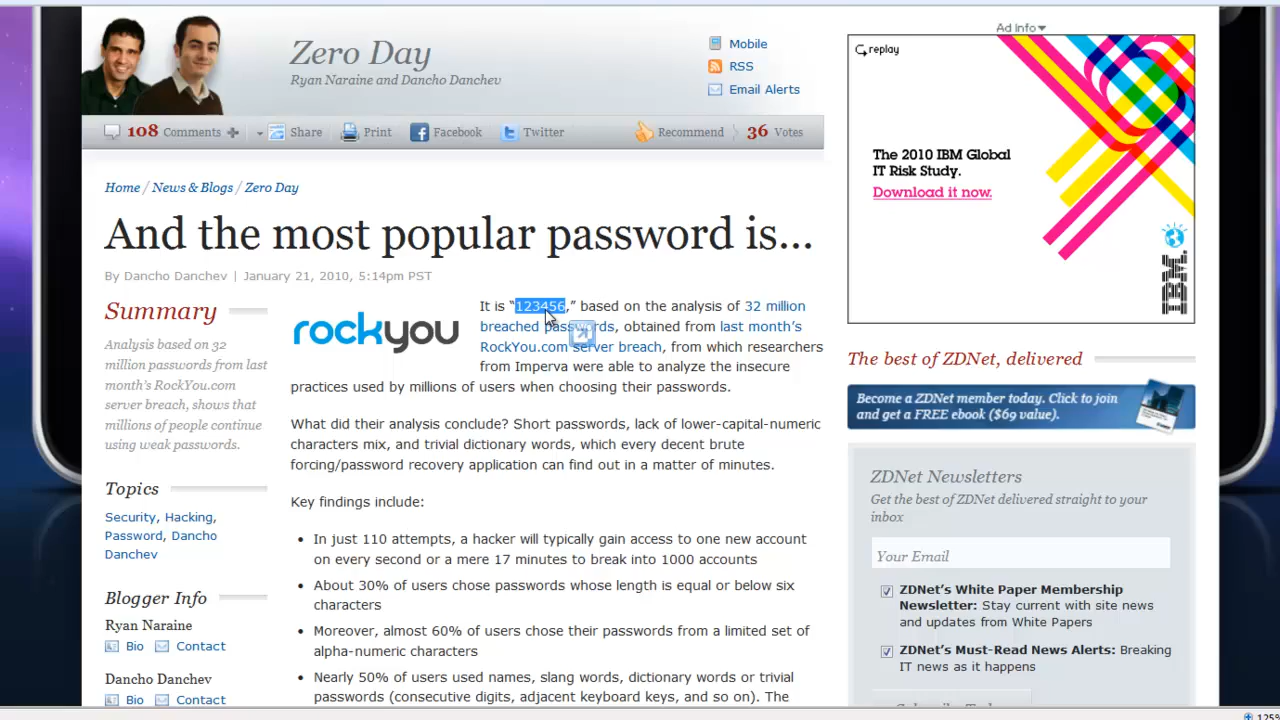 Zero Day
Ryan Naraine and Dancho Danchev
Mobile
RSS
Email Alerts
108 Comments
Share
Print
Facebook
Twitter
Recommend
36 Votes
Home / News & Blogs / Zero Day
And the most popular password is...
By Dancho Danchev | January 21, 2010, 5:14pm PST
Summary
Analysis based on 32
million passwords from last
month's RockYou.com
server breach, shows that
millions of people continue
using weak passwords.
Topics
Security, Hacking,
Password, Dancho
Danchev
Blogger Info
Ryan Naraine
Bio Contact
Dancho Danchev
Bio Contact
rockyou
It is “123456,” based on the analysis of 32 million
breached passwords, obtained from last month’s
RockYou.com server breach, from which researchers
from Imperva were able to analyze the insecure
practices used by millions of users when choosing their passwords.
What did their analysis conclude? Short passwords, lack of lower-capital-numeric
characters mix, and trivial dictionary words, which every decent brute
forcing/password recovery application can find out in a matter of minutes.
Key findings include:
• In just 110 attempts, a hacker will typically gain access to one new account
on every second or a mere 17 minutes to break into 1000 accounts
• About 30% of users chose passwords whose length is equal or below six
characters
• Moreover, almost 60% of users chose their passwords from a limited set of
alpha-numeric characters
• Nearly 50% of users used names, slang words, dictionary words or trivial
passwords (consecutive digits, adjacent keyboard keys, and so on). The
Ad Info
replay
The 2010 IBM Global
IT Risk Study.
Download it now.
IBM
The best of ZDNet, delivered
Become a ZDNet member today. Click to join
and get a FREE ebook ($69 value).
ZDNet Newsletters
Get the best of ZDNet delivered straight to your
inbox
Your Email
ZDNet’s White Paper Membership
Newsletter: Stay current with site news
and updates from White Papers
ZDNet’s Must-Read News Alerts: Breaking
IT news as it happens
125%